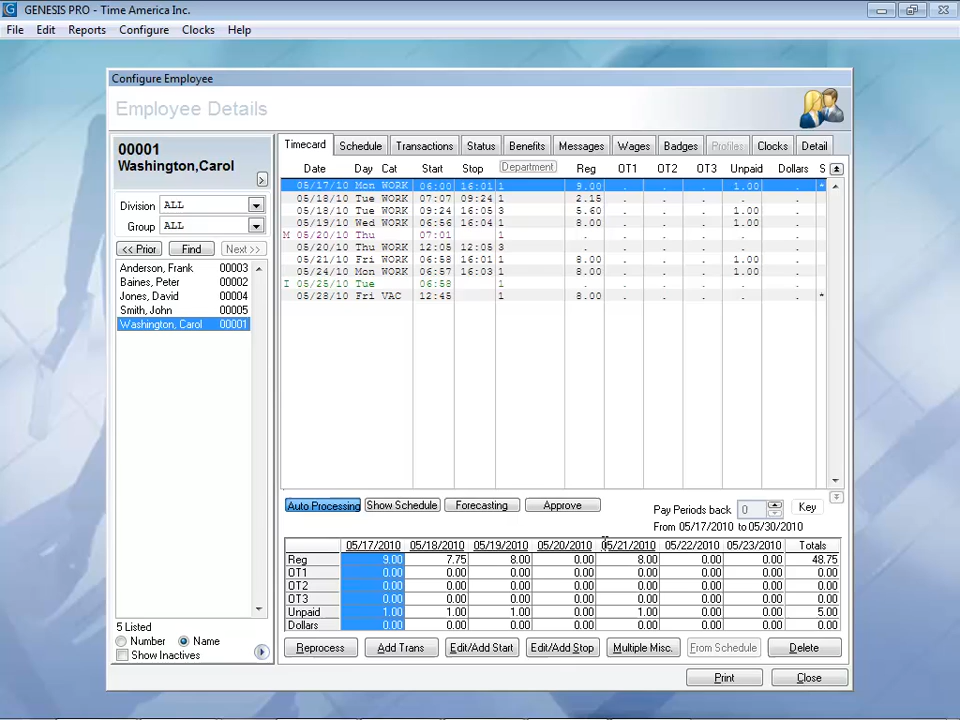 GENESIS PRO - Time America Inc.
File Edit Reports Configure Clocks Help
Configure Employee
Employee Details
00001
Washington,Carol
>
Division ALL
Group ALL
<< Prior Find Next >>
Anderson, Frank 00003
Baines, Peter 00002
Jones, David 00004
Smith, John 00005
Washington, Carol 00001
5 Listed
Number Name
Show Inactives
Timecard Schedule Transactions Status Benefits Messages Wages Badges Profiles Clocks Detail
Date Day Cat Start Stop Department Reg OT1 OT2 OT3 Unpaid Dollars S
05/17/10 Mon WORK 06:00 16:01 1 9.00 . . . 1.00 . *
05/18/10 Tue WORK 07:07 09:24 1 2.15 . . . . .
05/18/10 Tue WORK 09:24 16:05 3 5.60 . . . 1.00 .
05/19/10 Wed WORK 06:56 16:04 1 8.00 . . . 1.00 .
M 05/20/10 Thu 07:01 1 . . . . . .
05/20/10 Thu WORK 12:05 12:05 3 . . . . . .
05/21/10 Fri WORK 06:58 16:01 1 8.00 . . . 1.00 .
05/24/10 Mon WORK 06:57 16:03 1 8.00 . . . 1.00 .
I 05/25/10 Tue 06:58 1 . . . . . .
05/28/10 Fri VAC 12:45 1 8.00 . . . . . *
Auto Processing Show Schedule Forecasting Approve Pay Periods back 0 Key
From 05/17/2010 to 05/30/2010
05/17/2010 05/18/2010 05/19/2010 05/20/2010 05/21/2010 05/22/2010 05/23/2010 Totals
Reg 9.00 7.75 8.00 0.00 8.00 0.00 0.00 48.75
OT1 0.00 0.00 0.00 0.00 0.00 0.00 0.00 0.00
OT2 0.00 0.00 0.00 0.00 0.00 0.00 0.00 0.00
OT3 0.00 0.00 0.00 0.00 0.00 0.00 0.00 0.00
Unpaid 1.00 1.00 1.00 0.00 1.00 0.00 0.00 5.00
Dollars 0.00 0.00 0.00 0.00 0.00 0.00 0.00 0.00
Reprocess Add Trans Edit/Add Start Edit/Add Stop Multiple Misc. From Schedule Delete
Print Close